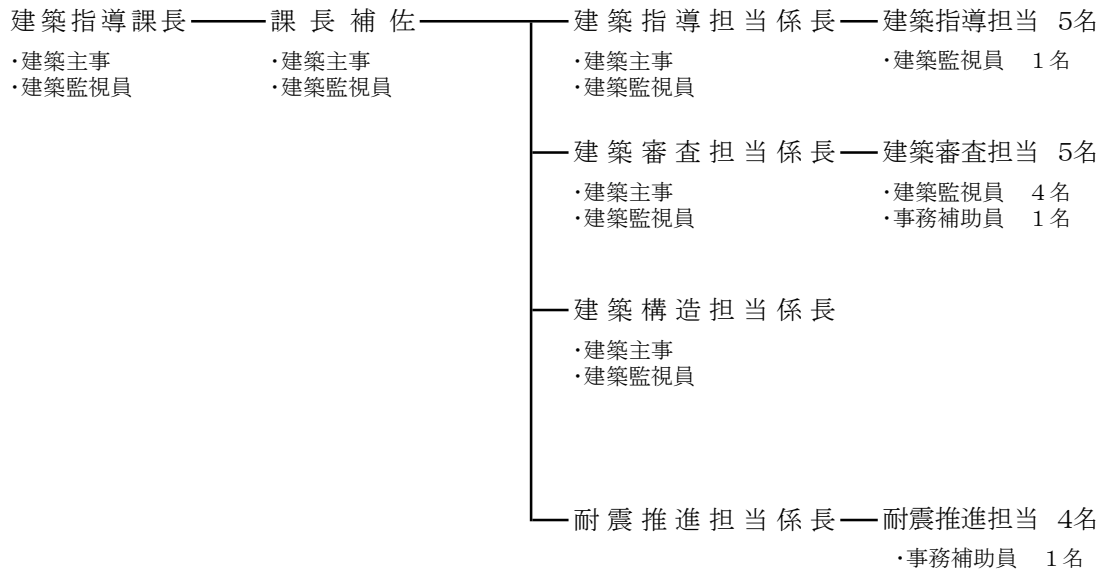 建築指導課長 課長補佐 建築指導担当係長 建築指導担当 5名
・建築主事 ・建築主事 ・建築主事 ・建築監視員 1名
・建築監視員 ・建築監視員 ・建築監視員
建築審査担当係長 建築審査担当 5名
・建築主事 ・建築監視員 4名
・建築監視員 ・事務補助員 1名
建築構造担当係長
・建築主事
・建築監視員
耐震推進担当係長 耐震推進担当 4名
・事務補助員 1名